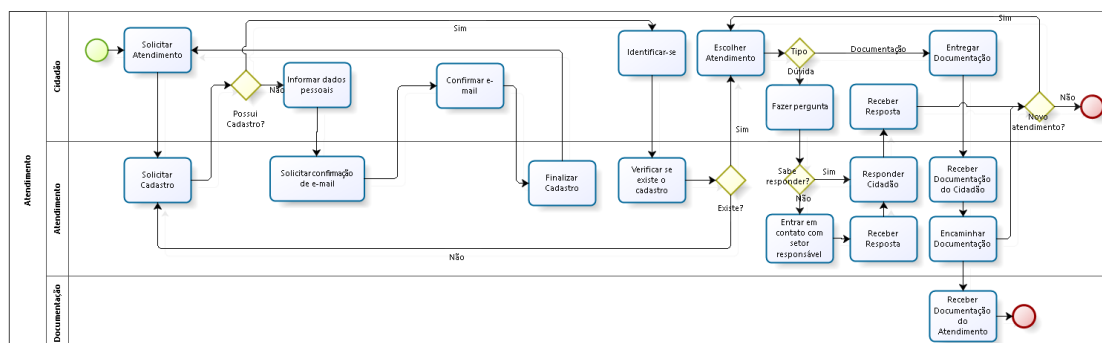 Atendimento
Cidadão
Atendimento
Documentação
Solicitar
Atendimento
Possui
Cadastro?
Sim
Não
Informar dados
pessoais
Confirmar e-
mail
Identificar-se
Escolher
Atendimento
Tipo
Documentação
Dúvida
Entregar
Documentação
Sim
Fazer pergunta
Receber
Resposta
Novo
atendimento?
Não
Solicitar
Cadastro
Solicitarconfirmação
de e-mail
Finalizar
Cadastro
Verificar se
existe o
cadastro
Existe?
Sim
Não
Sabe
responder?
Sim
Não
Responder
Cidadão
Entrar em
contato com
setor
responsável
Receber
Resposta
Receber
Documentação
do Cidadão
Encaminhar
Documentação
Receber
Documentação
do
Atendimento